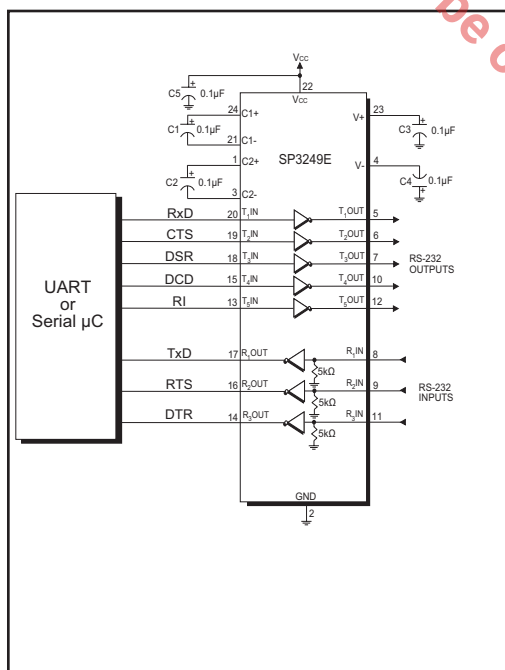 be o
VCC
22
VCC
C5 + 0.1µF
24 C1+
C1 + 0.1µF
21 C1-
1 C2+
C2 + 0.1µF
3 C2-
SP3249E
V+ 23
C3 + 0.1µF
V- 4
C4 0.1µF +
UART
or
Serial µC
RxD 20 T1IN T1OUT 5
CTS 19 T2IN T2OUT 6
DSR 18 T3IN T3OUT 7
DCD 15 T4IN T4OUT 10
RI 13 T5IN T5OUT 12
RS-232
OUTPUTS
TxD 17 R1OUT R1IN 8
5kΩ
RTS 16 R2OUT R2IN 9
5kΩ
DTR 14 R3OUT R3IN 11
5kΩ
RS-232
INPUTS
GND
2